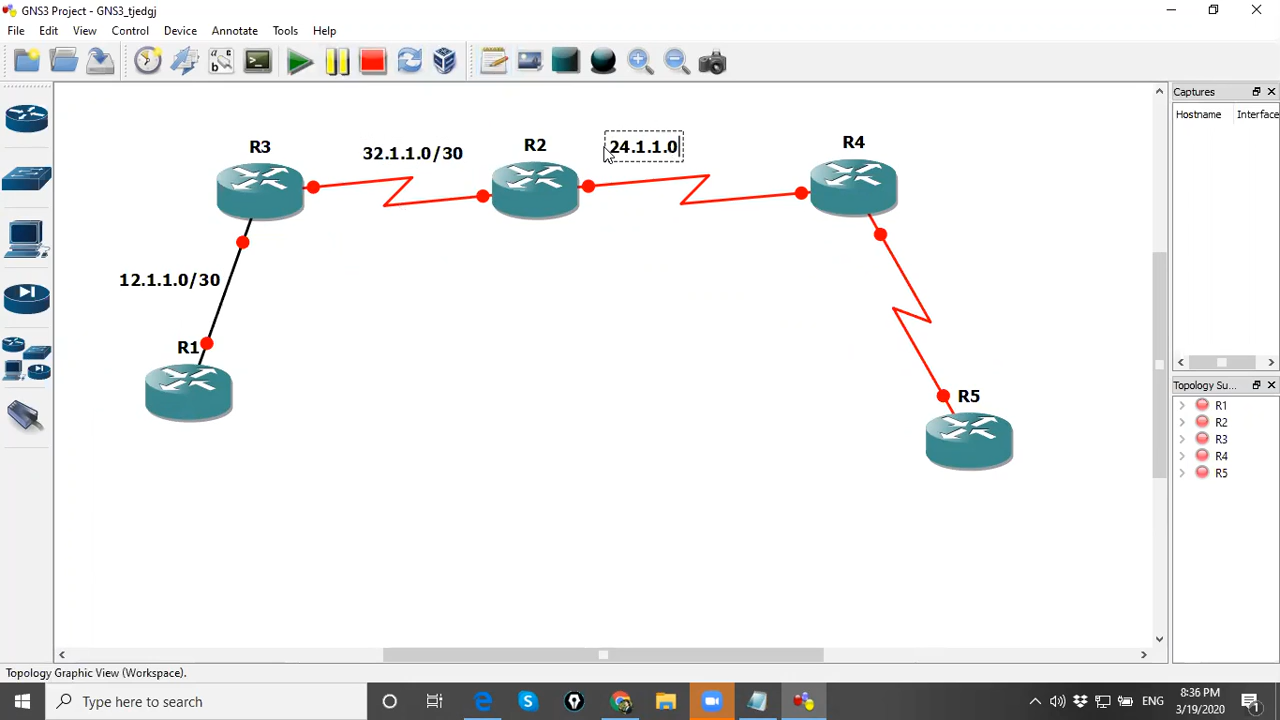 GNS3 Project - GNS3_tjedgj
File Edit View Control Device Annotate Tools Help
Captures
Hostname Interface
R3
32.1.1.0/30
R2
24.1.1.0
R4
12.1.1.0/30
R1
R5
Topology Su...
R1
R2
R3
R4
R5
Topology Graphic View (Workspace).
Type here to search
ENG
8:36 PM
3/19/2020